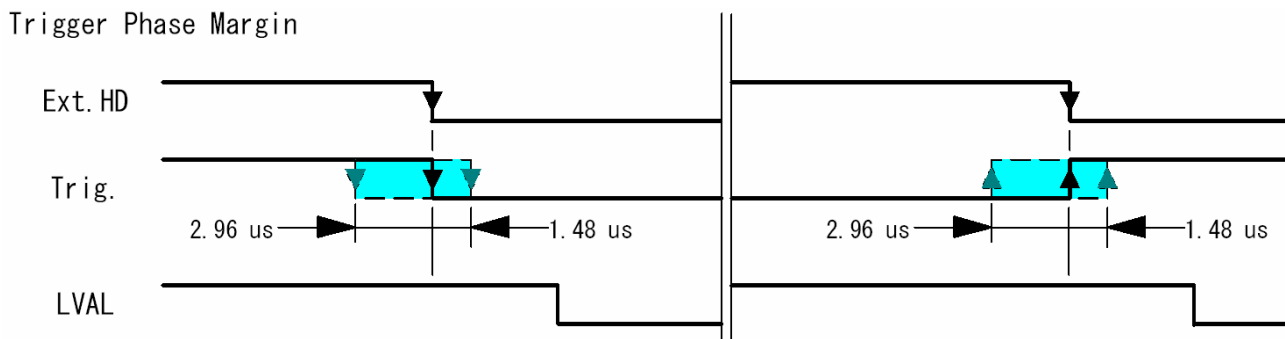 Trigger Phase Margin
Ext.HD
Trig.
2.96 us 1.48 us 2.96 us 1.48 us
LVAL